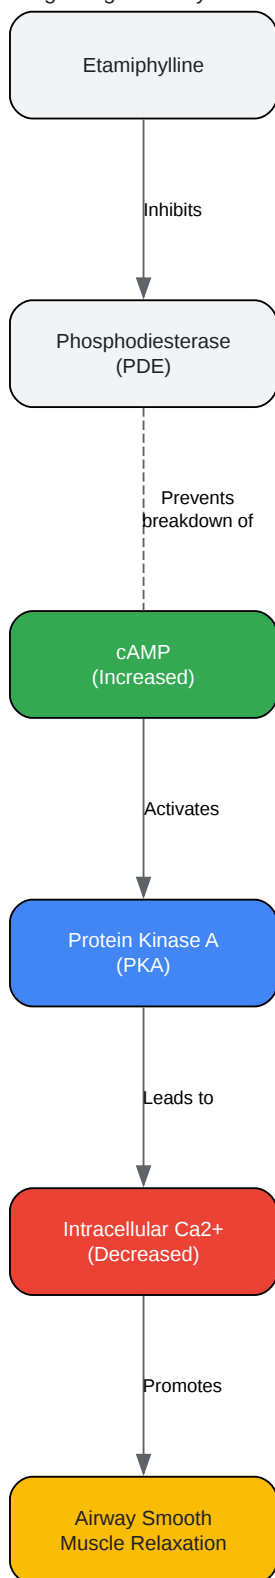 Etamiphylline
Inhibits
Phosphodiesterase
(PDE)
Prevents
breakdown of
cAMP
(Increased)
Activates
Protein Kinase A
(PKA)
Leads to
Intracellular Ca2+
(Decreased)
Promotes
Airway Smooth
Muscle Relaxation